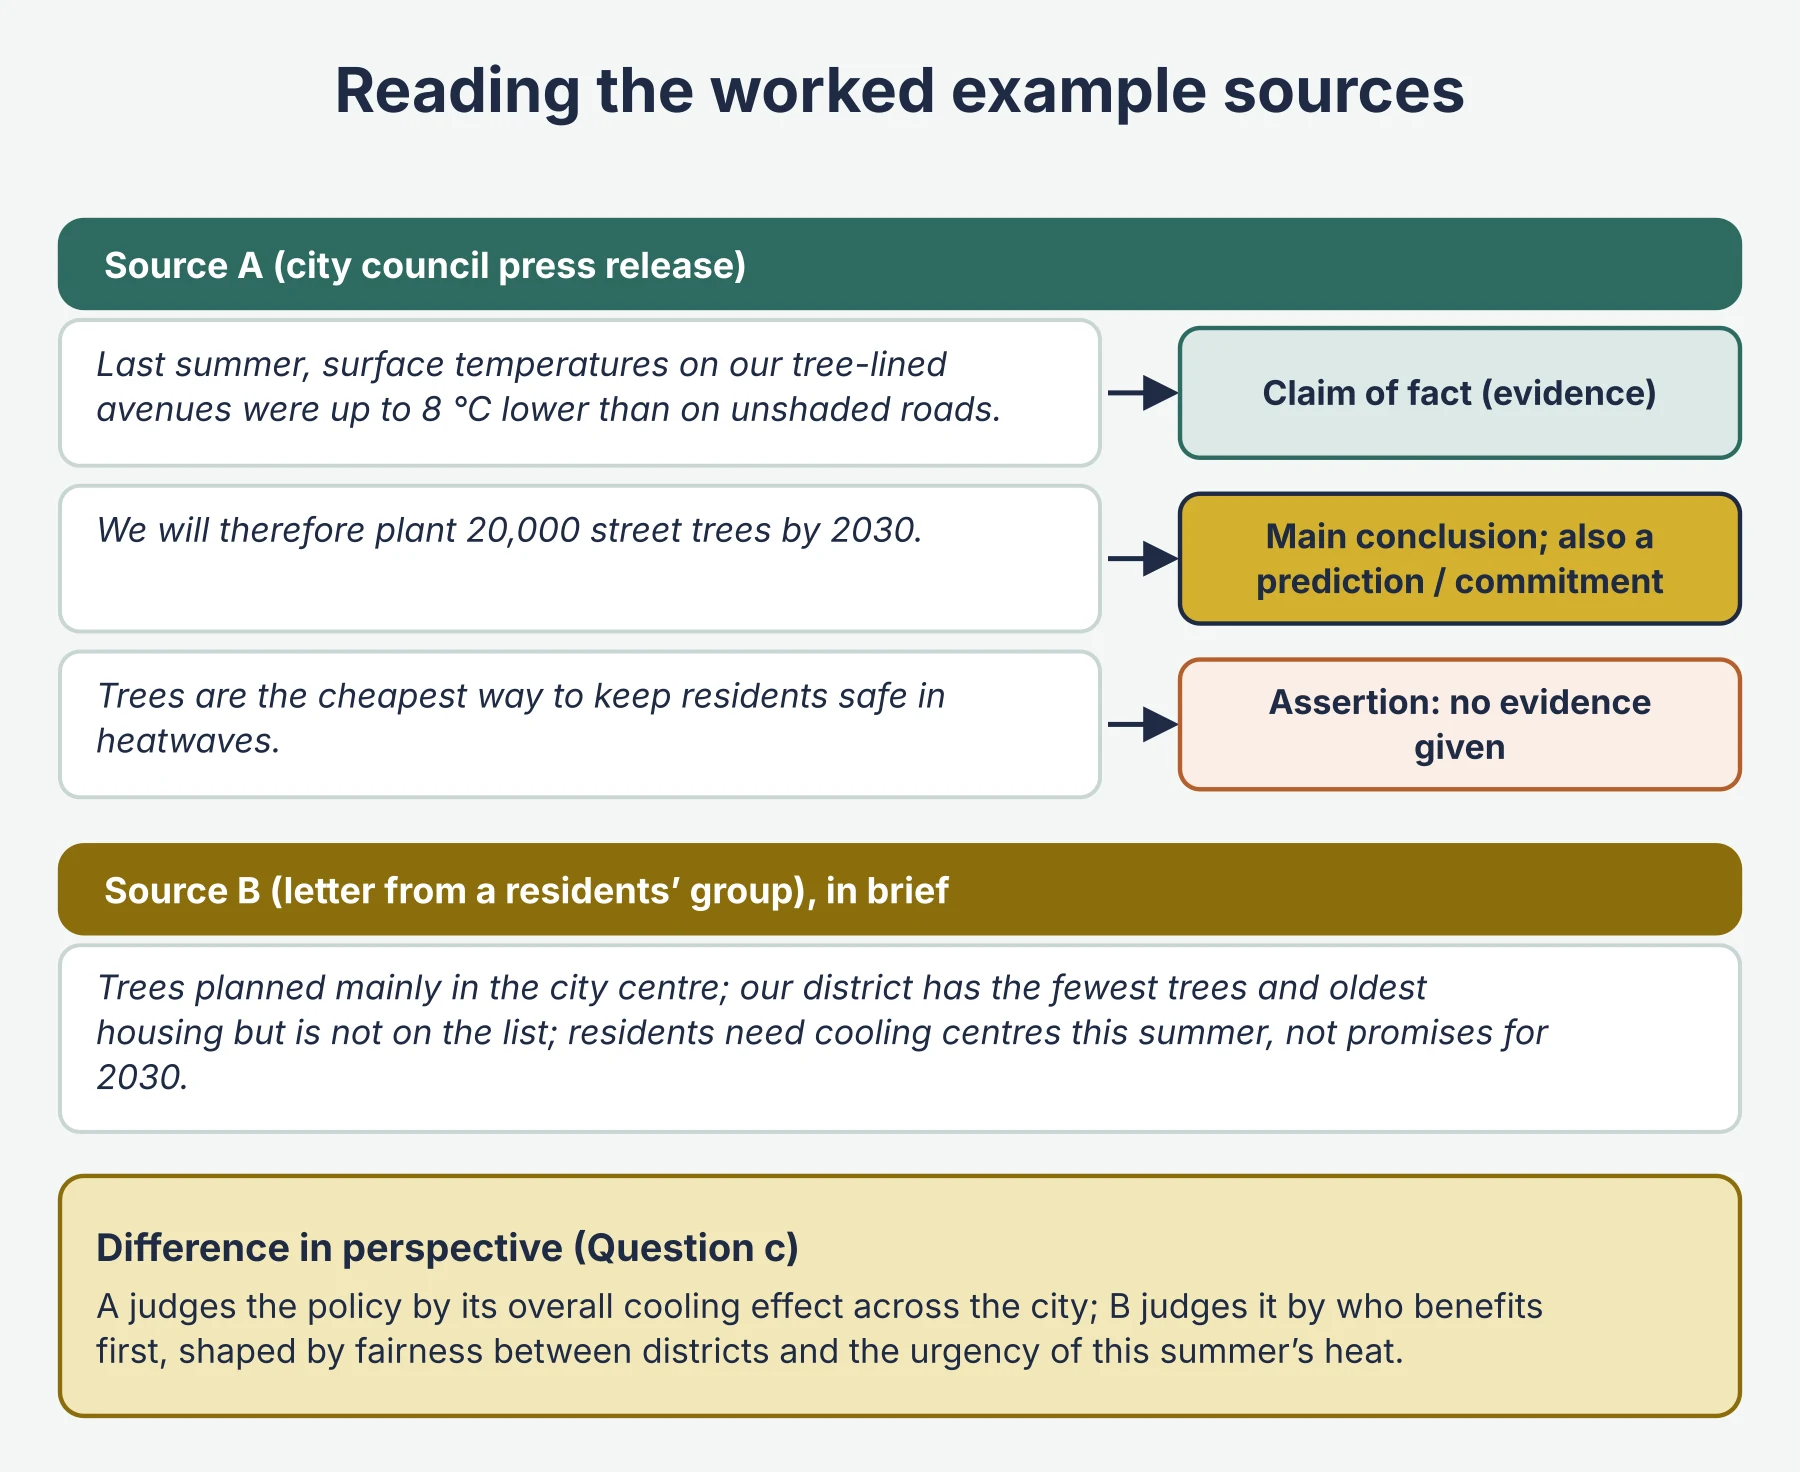 Reading the worked example sources
Source A (city council press release)
Last summer, surface temperatures on our tree-lined
avenues were up to 8 °C lower than on unshaded roads.
Claim of fact (evidence)
We will therefore plant 20,000 street trees by 2030.
Main conclusion; also a
prediction / commitment
Trees are the cheapest way to keep residents safe in
heatwaves.
Assertion: no evidence
given
Source B (letter from a residents’ group), in brief
Trees planned mainly in the city centre; our district has the fewest trees and oldest
housing but is not on the list; residents need cooling centres this summer, not promises for
2030.
Difference in perspective (Question c)
A judges the policy by its overall cooling effect across the city; B judges it by who benefits
first, shaped by fairness between districts and the urgency of this summer’s heat.